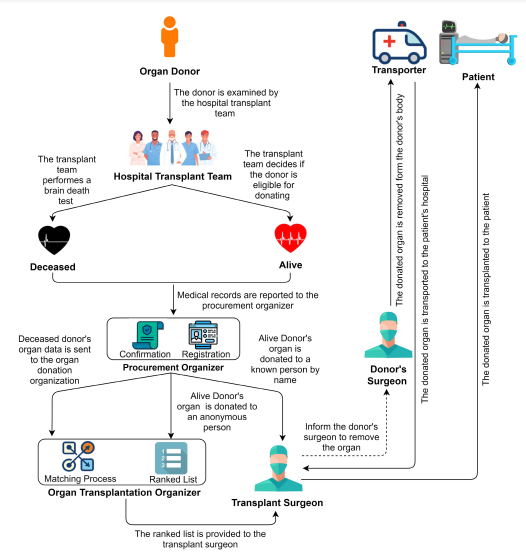 Organ Donor
Transporter
Patient
The donor is examined by the
hospital transplant
team
The transplant
team
performes a
brain death
test
Hospital Transplant Team
The transplant
team decides if
the donor is
eligible for
donating
Deceased
Alive
Medical records are reported to the
procurement organizer
Confirmation
Registration
Procurement Organizer
Deceased donor's
organ data is sent
to the organ
donation
organization
Alive Donor's
organ is
donated to a
known person by
name
Alive Donor's
organ is donated to
an anonymous
person
Matching Process
Ranked List
Organ Transplantation Organizer
The ranked list is provided to the
transplant surgeon
Transplant Surgeon
Inform the donor's
surgeon to remove
the organ
Donor's
Surgeon
The donated organ is removed form the donor's body
The donated organ is transported to the patient's hospital
The donated organ is transplanted to the patient